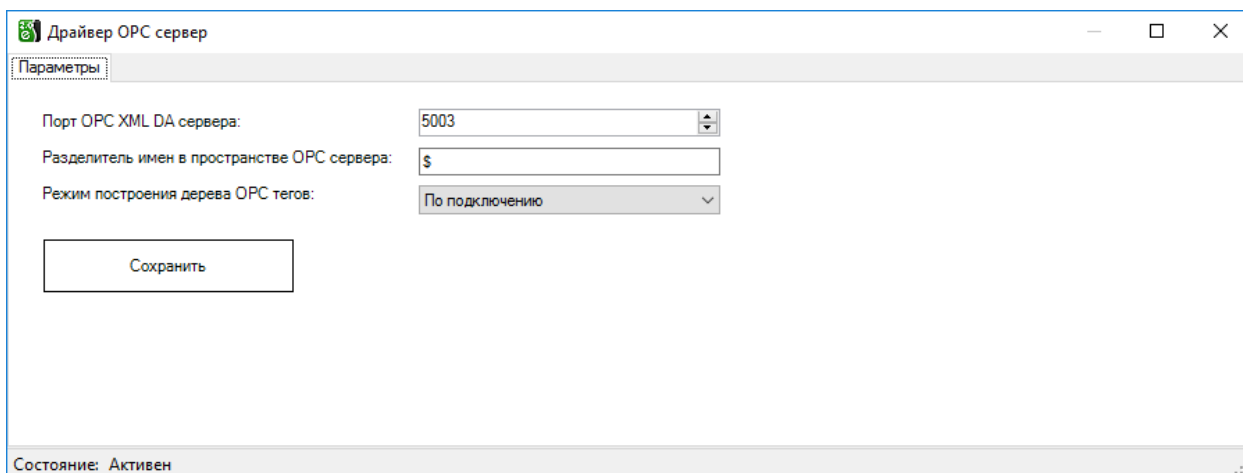 Драйвер OPC сервер
Параметры
Порт OPC XML DA сервера:
5003
Разделитель имен в пространстве OPC сервера:
$
Режим построения дерева OPC тегов:
По подключению
Сохранить
Состояние: Активен